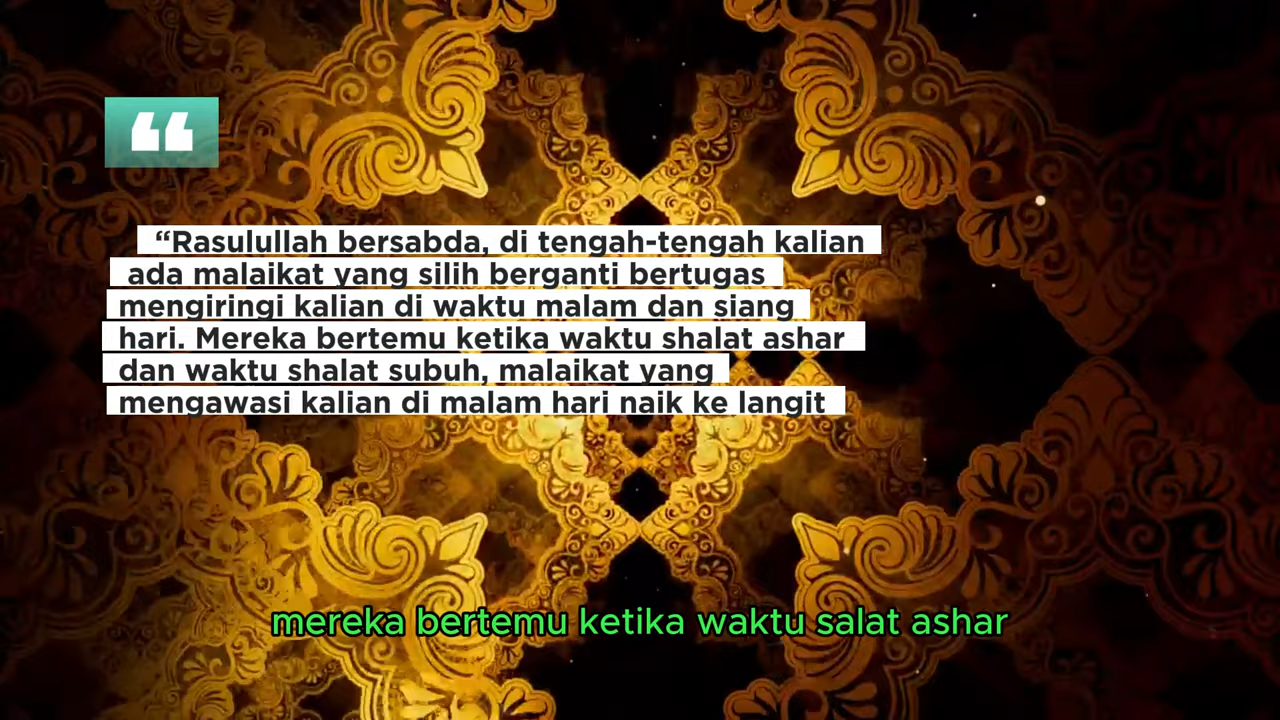 “Rasulullah bersabda, di tengah-tengah kalian
ada malaikat yang silih berganti bertugas
mengiringi kalian di waktu malam dan siang
hari. Mereka bertemu ketika waktu shalat ashar
dan waktu shalat subuh, malaikat yang
mengawasi kalian di malam hari naik ke langit
mereka bertemu ketika waktu salat ashar